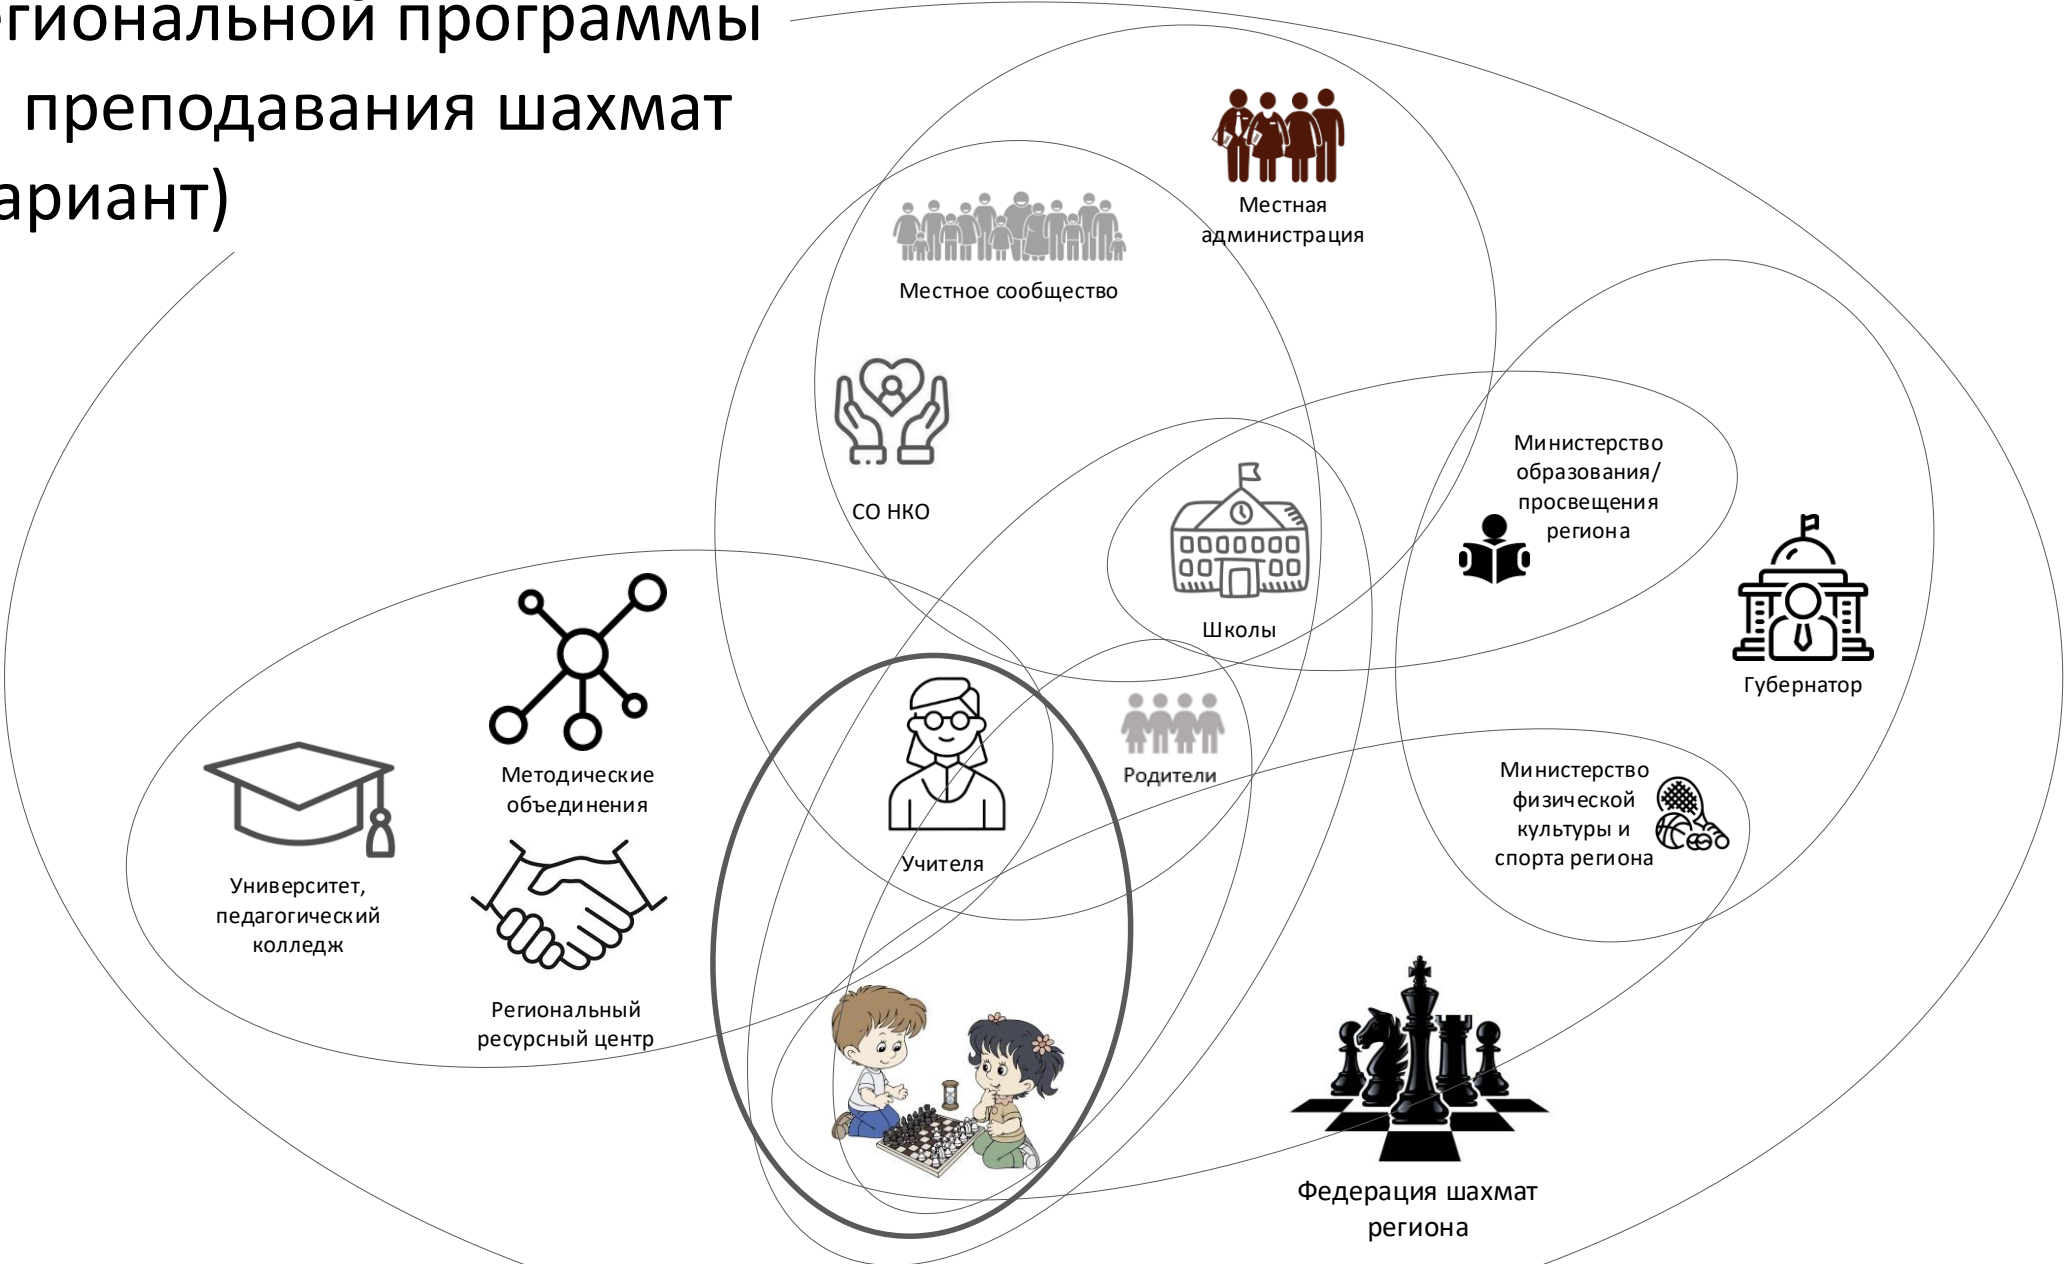 егиональной программы
преподавания шахмат
ариант)
Местная
администрация
Местное сообщество
СО НКО
Министерство
образования/
просвещения
региона
Школы
Губернатор
Методические
объединения
Родители
Министерство
физической
культуры и
спорта региона
Учителя
Университет,
педагогический
колледж
Региональный
ресурсный центр
Федерация шахмат
региона